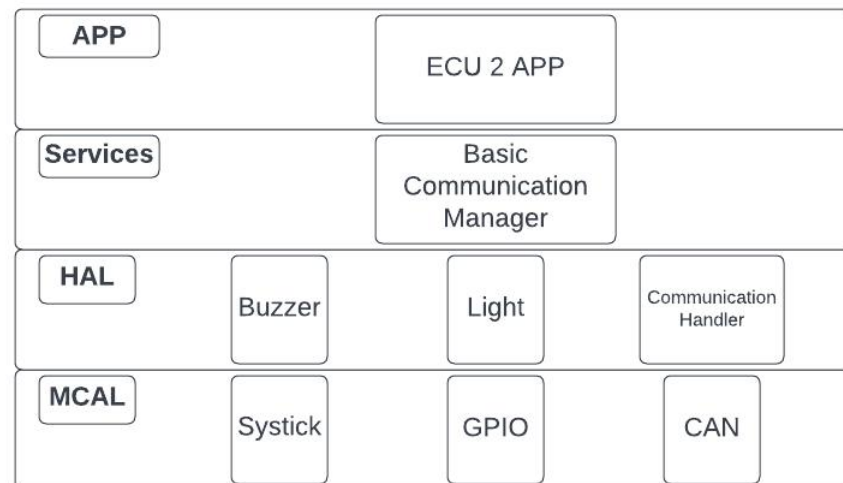 APP
ECU 2 APP
Services
Basic
Communication
Manager
HAL
Buzzer
Light
Communication
Handler
MCAL
Systick
GPIO
CAN